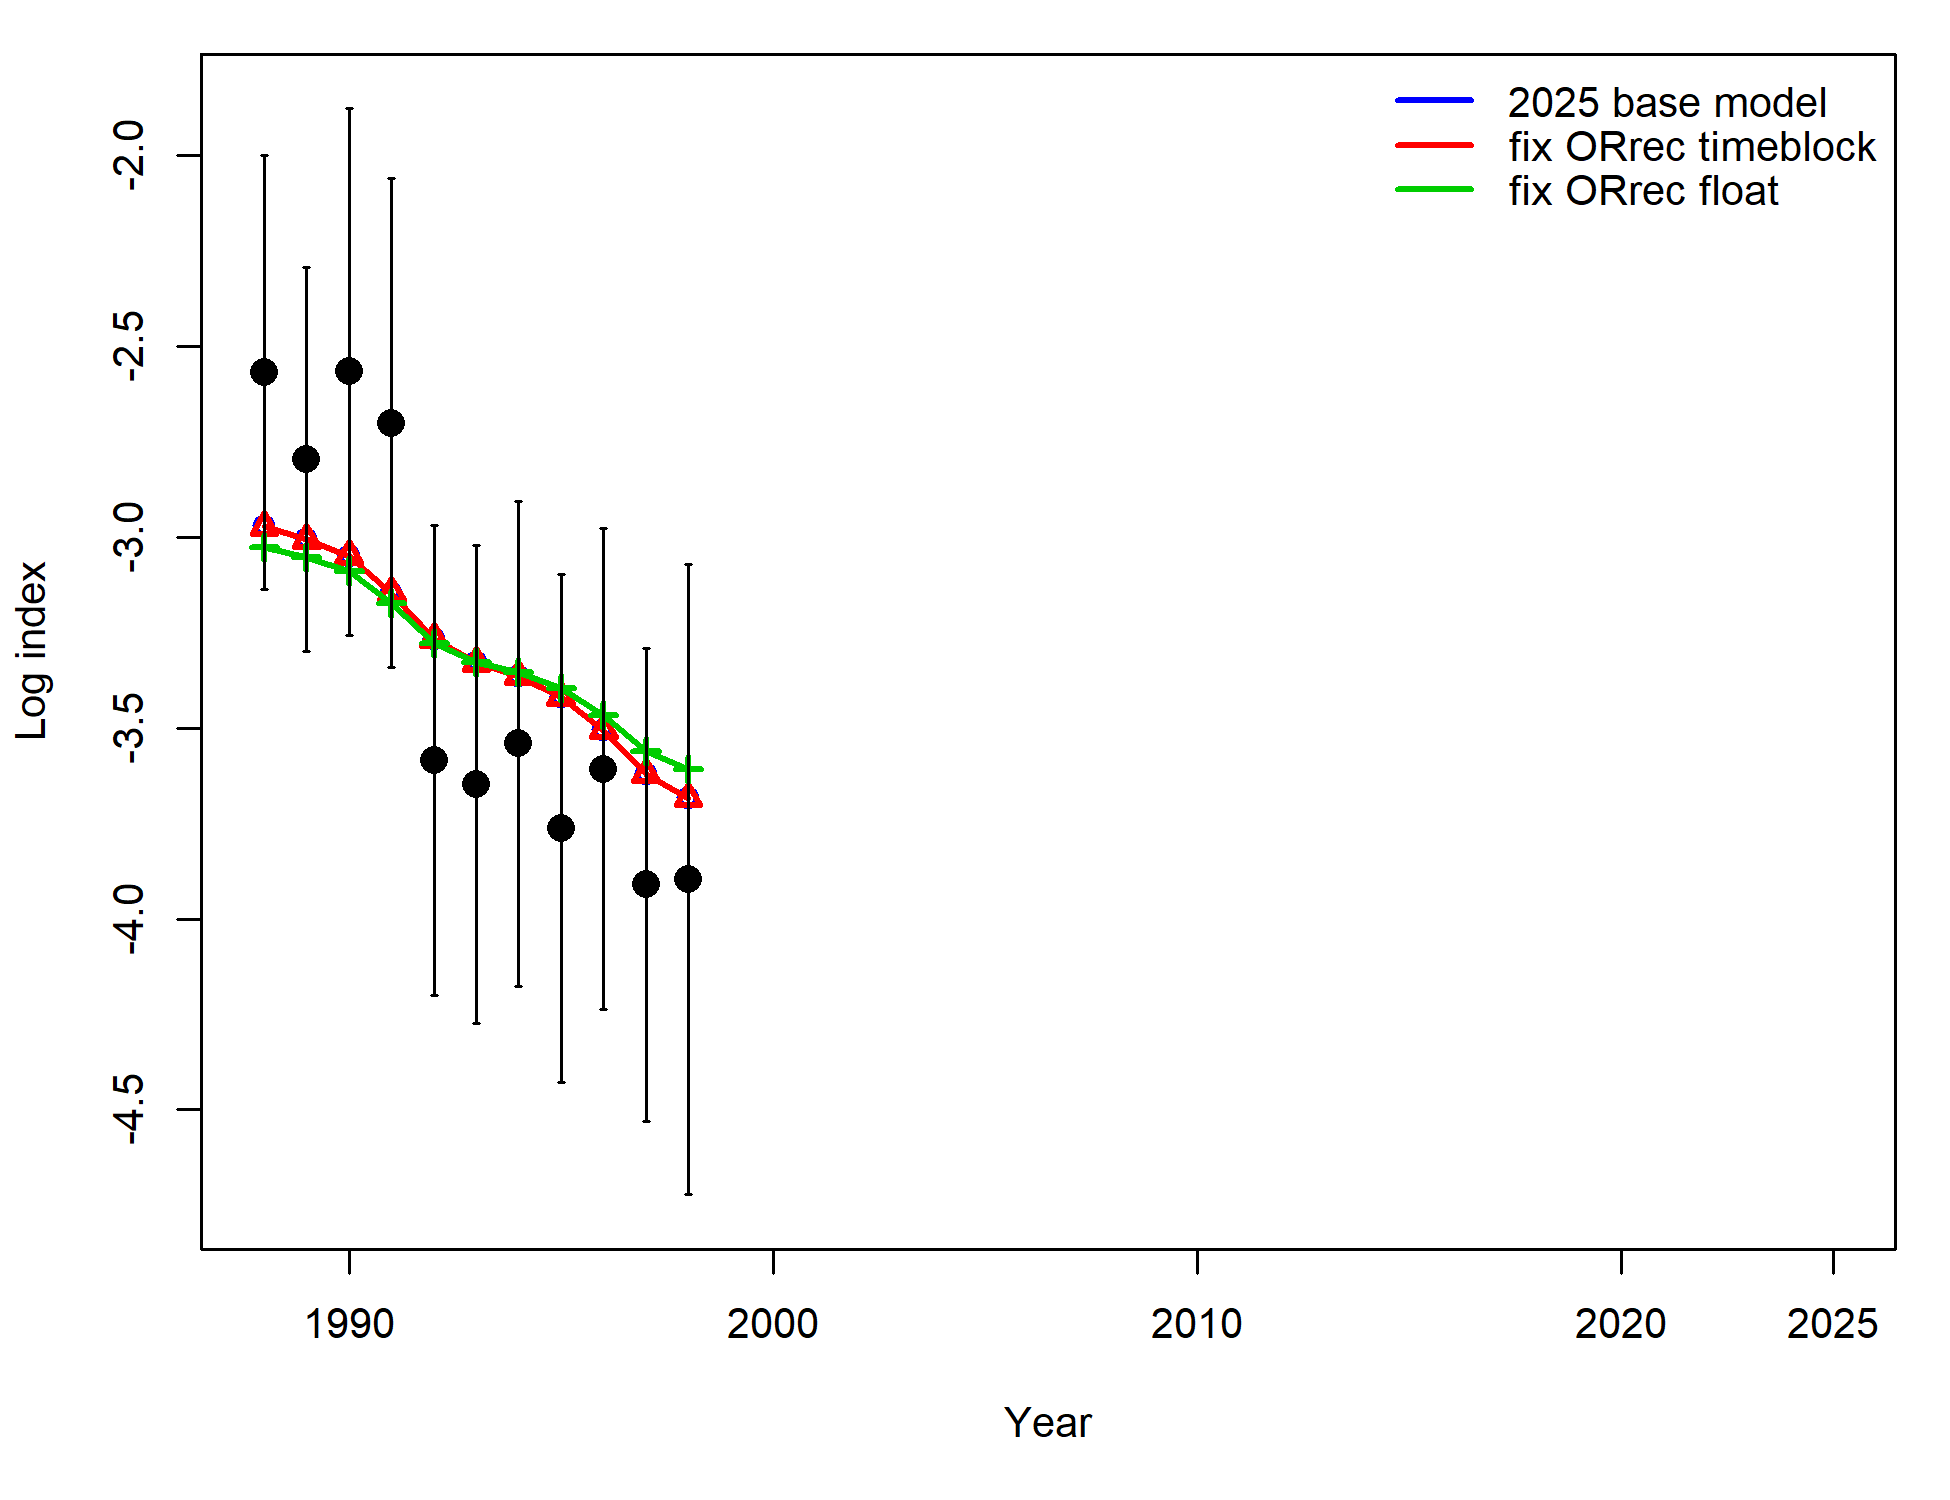 2025 base model
fix ORrec timeblock
fix ORrec float
-2.0
-2.5
-3.0
-3.5
-4.0
-4.5
Log index
1990 2000 2010 2020 2025
Year